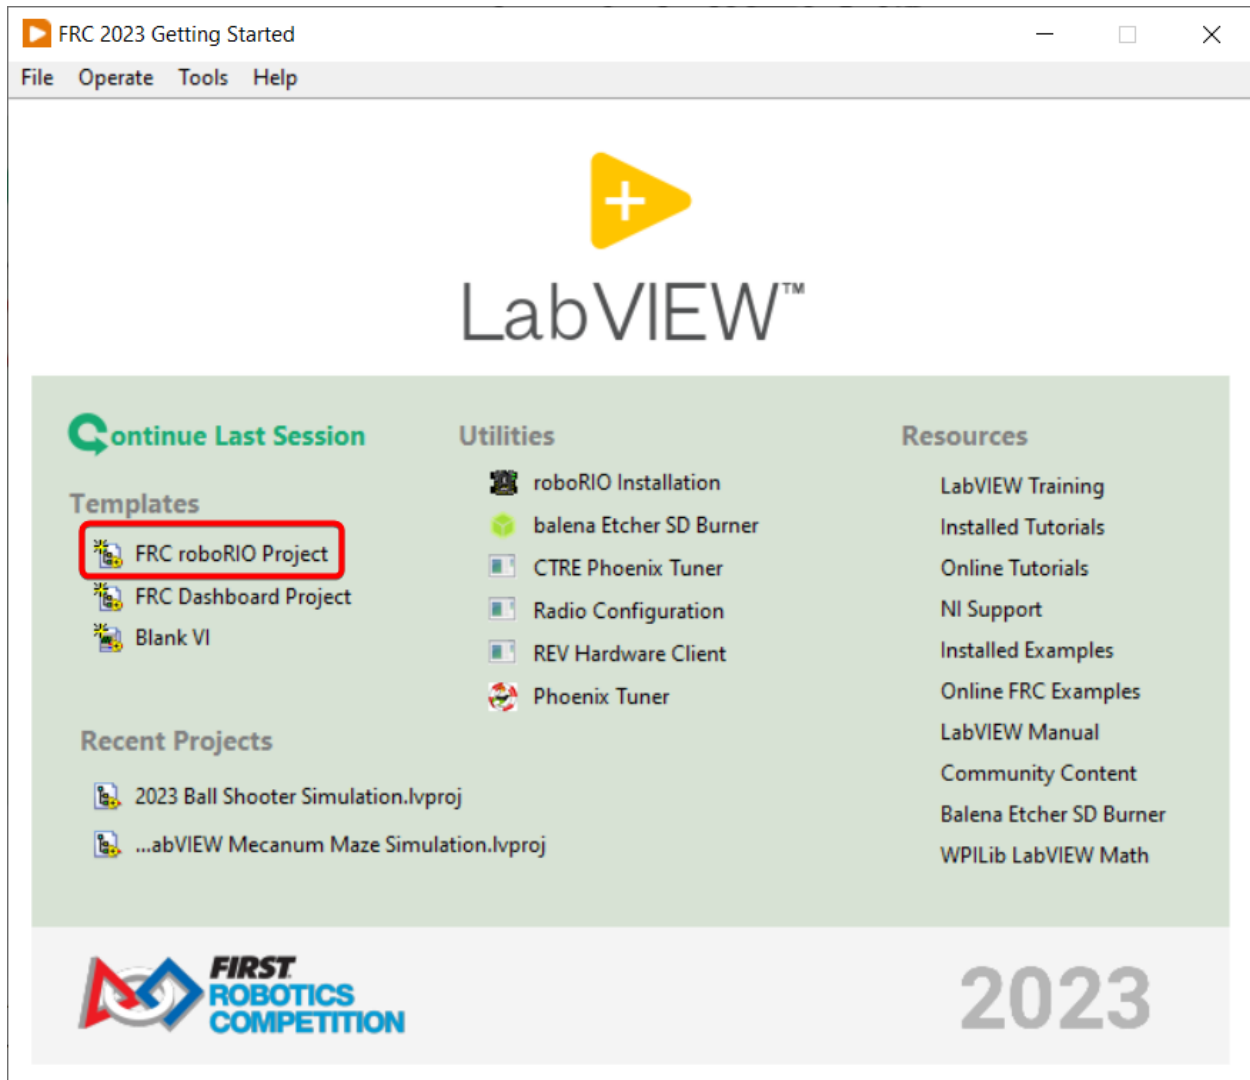 FRC 2023 Getting Started
File Operate Tools Help
LabVIEW™
Continue Last Session
Templates
FRC roboRIO Project
FRC Dashboard Project
Blank VI
Recent Projects
2023 Ball Shooter Simulation.lvproj
...abVIEW Mecanum Maze Simulation.lvproj
Utilities
roboRIO Installation
balena Etcher SD Burner
CTRE Phoenix Tuner
Radio Configuration
REV Hardware Client
Phoenix Tuner
Resources
LabVIEW Training
Installed Tutorials
Online Tutorials
NI Support
Installed Examples
Online FRC Examples
LabVIEW Manual
Community Content
Balena Etcher SD Burner
WPILib LabVIEW Math
FIRST
ROBOTICS
COMPETITION
2023